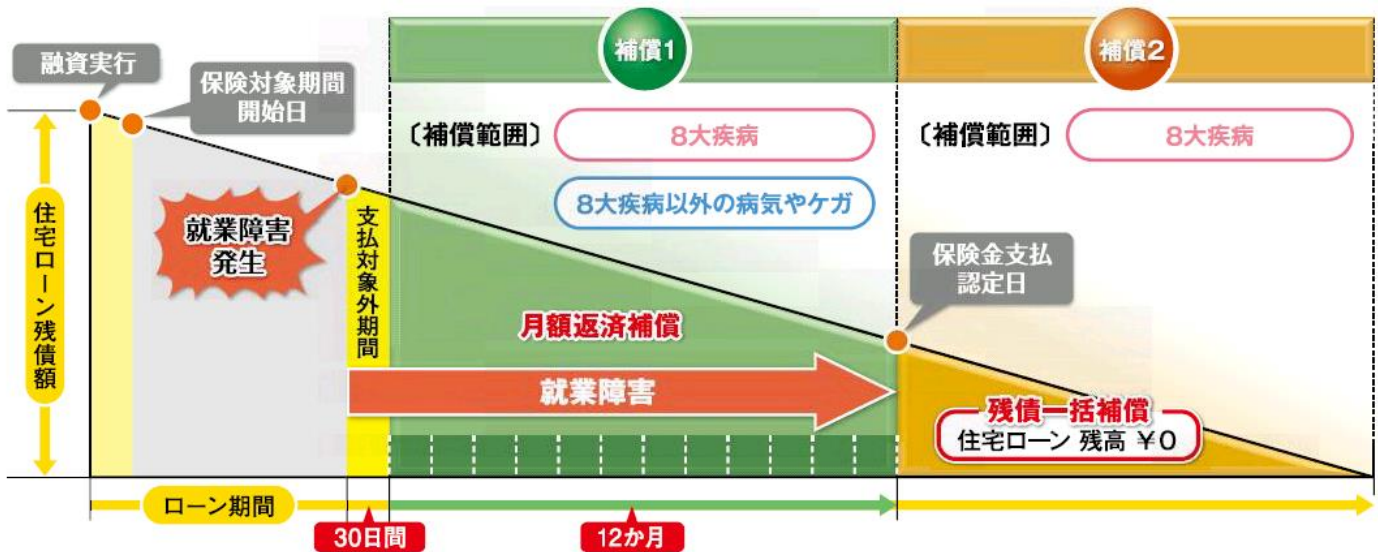 補償1
補償2
融資実行
保険対象期間
開始日
〔補償範囲〕
8大疾病
8大疾病以外の病気やケガ
〔補償範囲〕
8大疾病
住宅ローン残債額
就業障害
発生
支払対象外期間
月額返済補償
就業障害
保険金支払
認定日
残債一括補償
住宅ローン 残高 ¥0
ローン期間
30日間
12か月